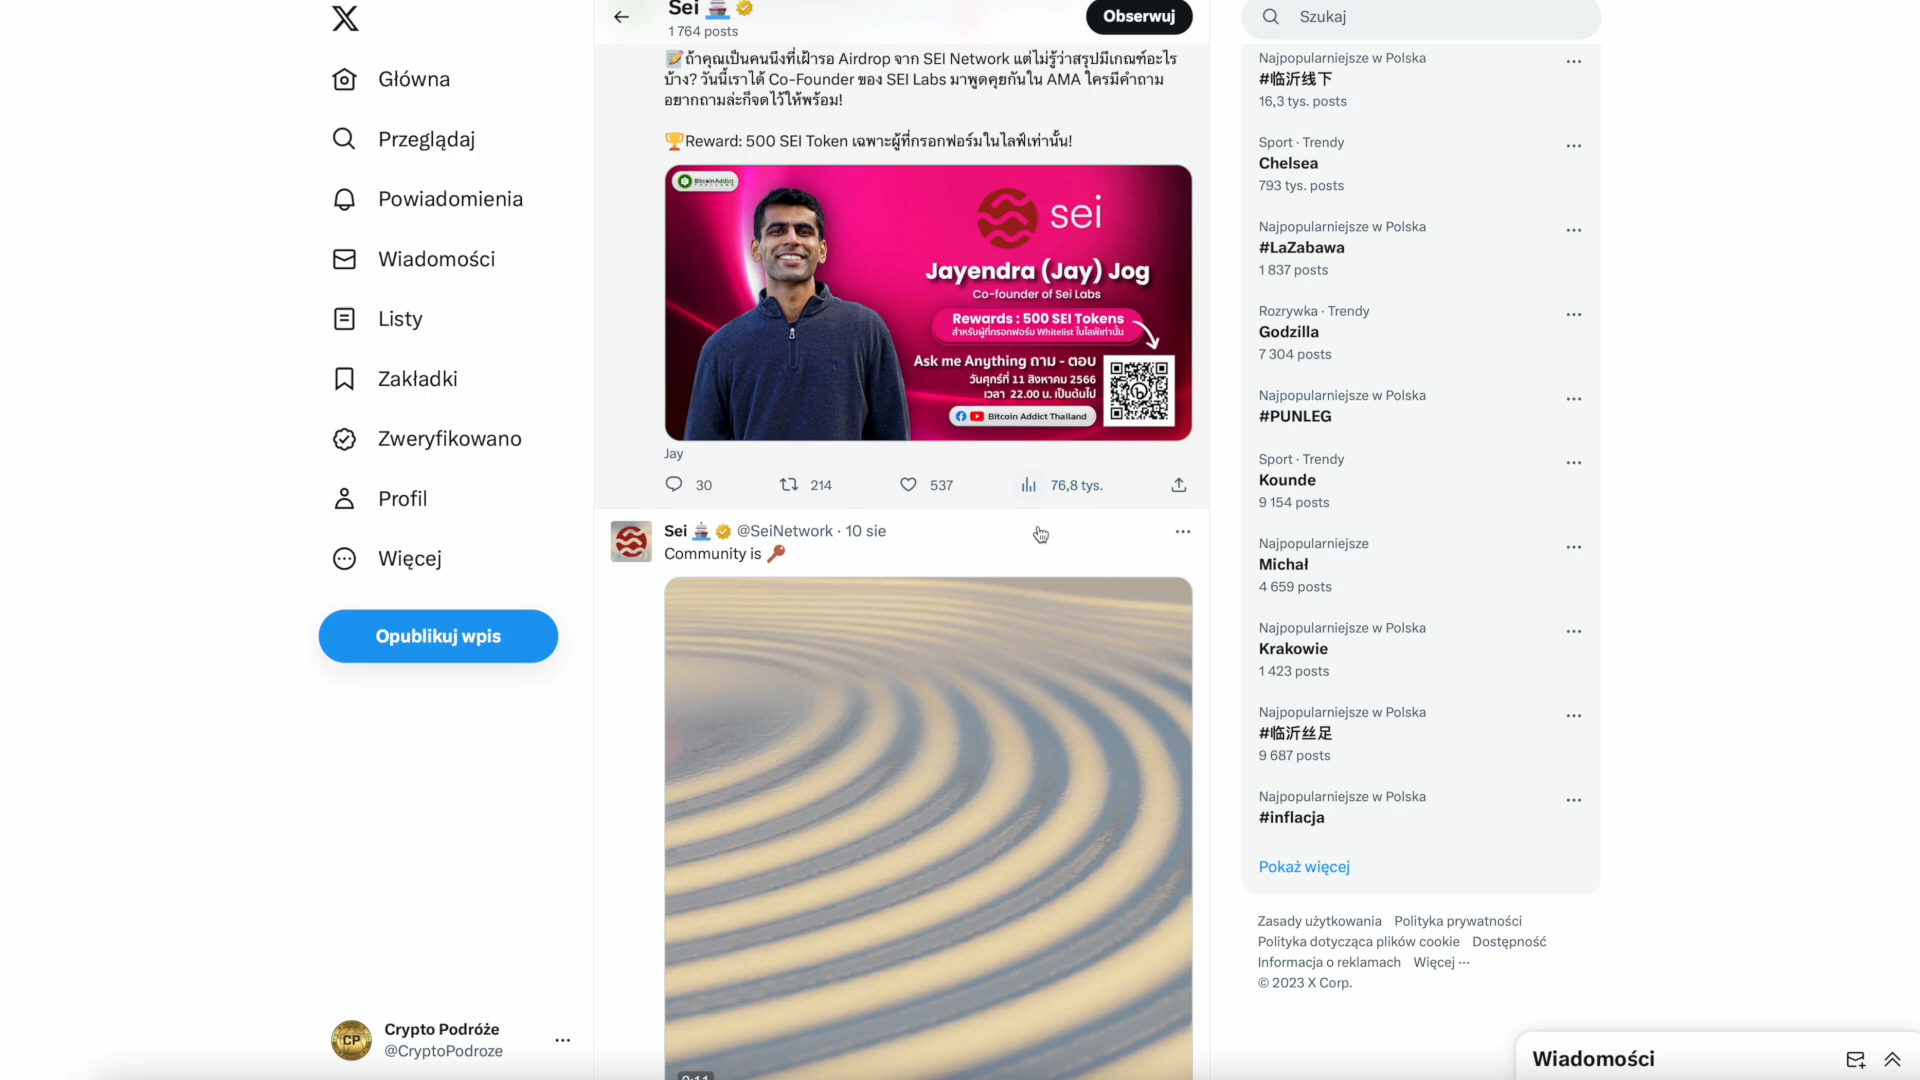 Główna
Przeglądaj
Powiadomienia
Wiadomości
Listy
Zakładki
Zweryfikowano
Profil
Więcej
Opublikuj wpis
Crypto Podróże
@CryptoPodroze
CP
Sei
1 764 posts
Obserwuj
📝ถ้าคุณเป็นคนนึงที่เฝ้ารอ Airdrop จาก SEI Network แต่ไม่รู้ว่าสรุปมีเกณฑ์อะไร
บ้าง? วันนี้เราได้ Co-Founder ของ SEI Labs มาพูดคุยกันใน AMA ใครมีคำถาม
อยากถามล่ะก็จดไว้ให้พร้อม!
🏆Reward: 500 SEI Token เฉพาะผู้ที่กรอกฟอร์มในไลฟ์เท่านั้น!
BitcoinAddict
sei
Jayendra (Jay) Jog
Co-founder of Sei Labs
Rewards : 500 SEI Tokens
สำหรับผู้ที่กรอกฟอร์ม Whitelist ในไลฟ์เท่านั้น
Ask me Anything ถาม - ตอบ
วันศุกร์ที่ 11 สิงหาคม 2566
เวลา 22.00 น. เป็นต้นไป
Bitcoin Addict Thailand
Jay
30 214 537 76,8 tys.
Sei 🚢 @SeiNetwork · 10 sie
Community is 🔑
0:11
Szukaj
Najpopularniejsze w Polska
#临沂线下
16,3 tys. posts
Sport · Trendy
Chelsea
793 tys. posts
Najpopularniejsze w Polska
#LaZabawa
1 837 posts
Rozrywka · Trendy
Godzilla
7 304 posts
Najpopularniejsze w Polska
#PUNLEG
Sport · Trendy
Kounde
9 154 posts
Najpopularniejsze
Michał
4 659 posts
Najpopularniejsze w Polska
Krakowie
1 423 posts
Najpopularniejsze w Polska
#临沂丝足
9 687 posts
Najpopularniejsze w Polska
#inflacja
Pokaż więcej
Zasady użytkowania Polityka prywatności
Polityka dotycząca plików cookie Dostępność
Informacja o reklamach Więcej ···
© 2023 X Corp.
Wiadomości